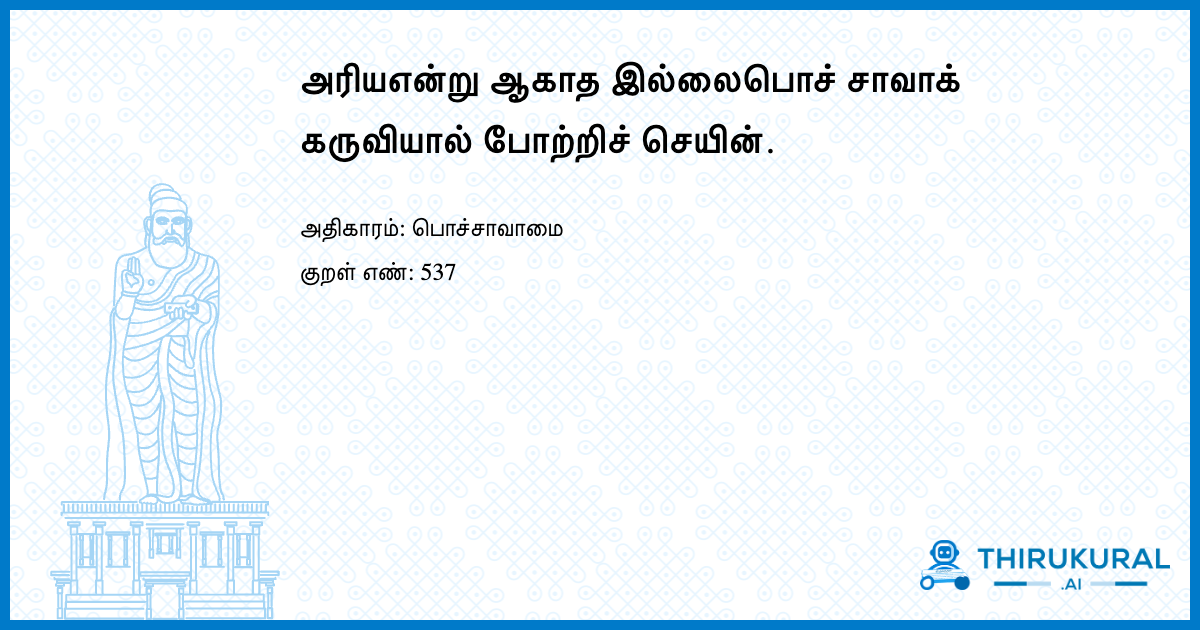 அரியஎன்று ஆகாத இல்லைபொச் சாவாக்
கருவியால் போற்றிச் செயின்.
அதிகாரம்: பொச்சாவாமை
குறள் எண்: 537
THIRUKURAL
.AI